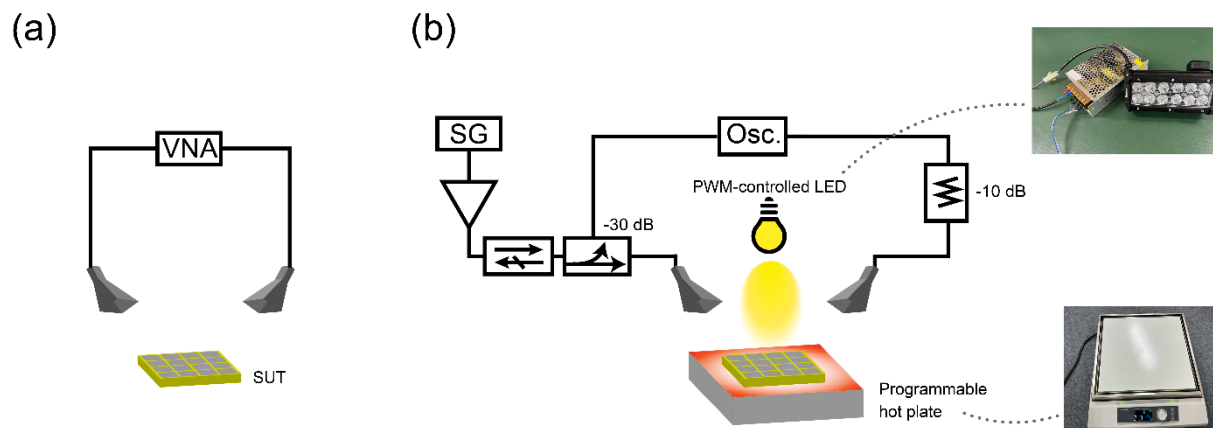 (a)
(b)
VNA
SUT
SG
Osc.
PWM-controlled LED
-30 dB
-10 dB
Programmable
hot plate